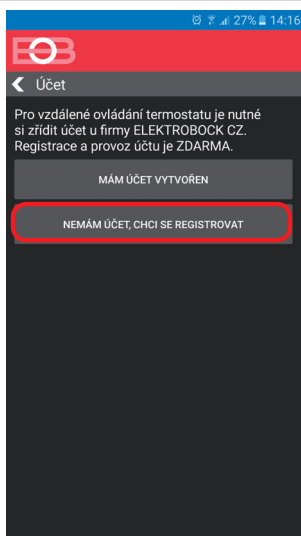 27% 14:16
EOB
Účet
Pro vzdálené ovládání termostatu je nutné
si zřídit účet u firmy ELEKTROBOCK CZ.
Registrace a provoz účtu je ZDARMA.
MÁM ÚČET VYTVOŘEN
NEMÁM ÚČET, CHCI SE REGISTROVAT